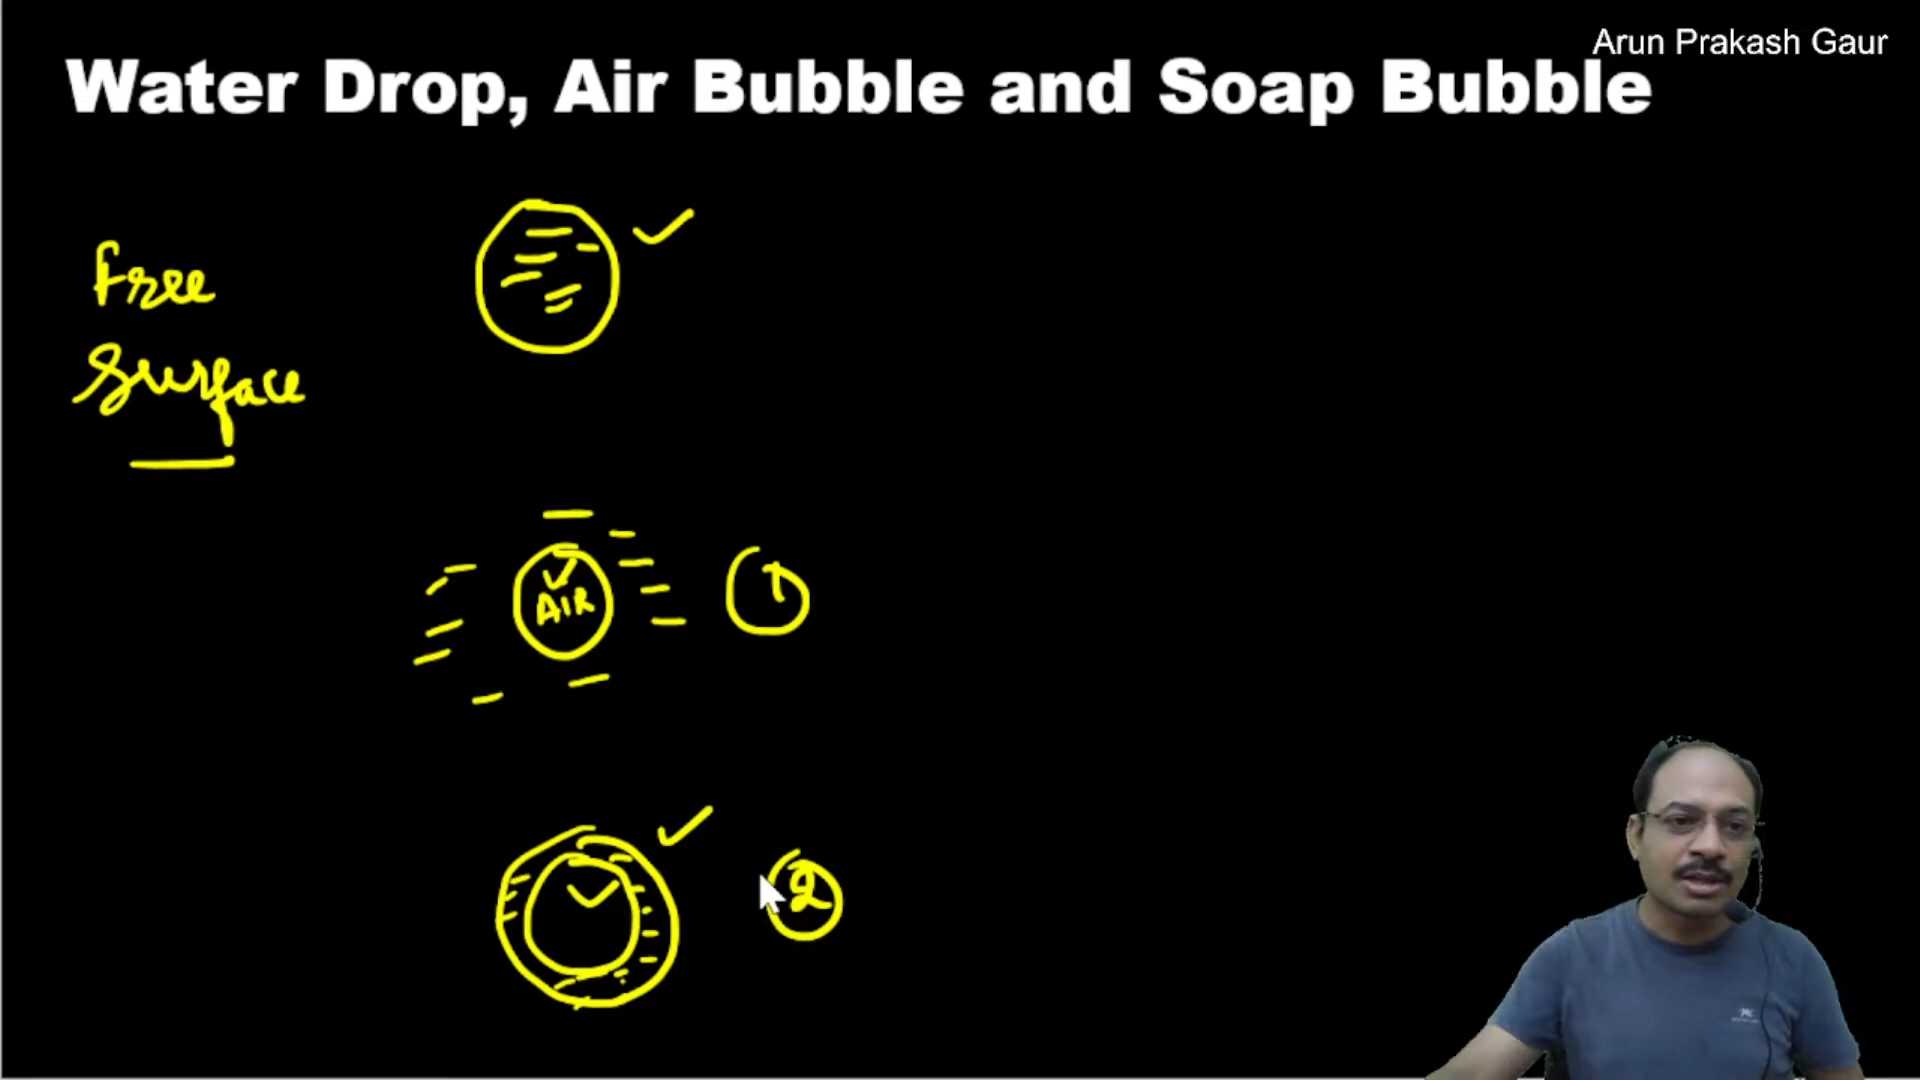 Arun Prakash Gaur
Water Drop, Air Bubble and Soap Bubble
Free
Surface
AIR
1
2